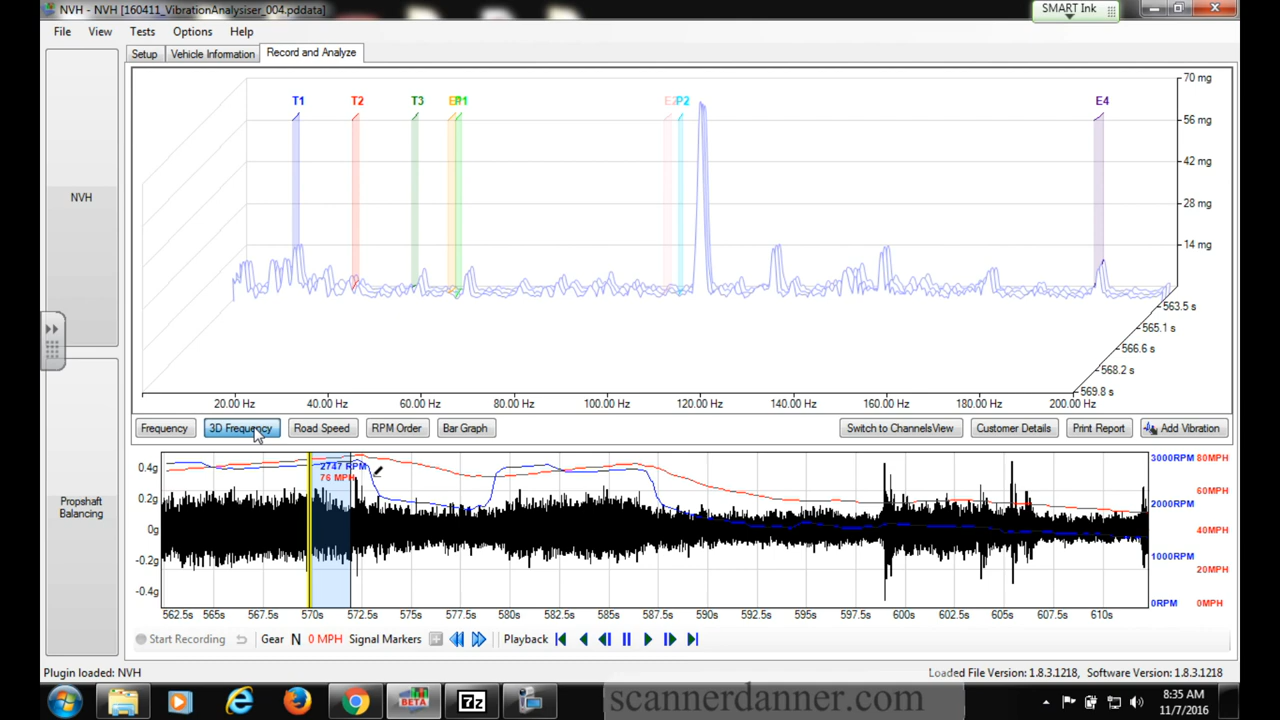 NVH - NVH [160411_VibrationAnalysiser_004.pddata]
SMART Ink
File View Tests Options Help
Setup Vehicle Information Record and Analyze
70 mg
T1 T2 T3 E1 P1 E2 P2 E4
56 mg
42 mg
NVH
28 mg
14 mg
563.5 s
565.1 s
566.6 s
568.2 s
569.8 s
20.00 Hz 40.00 Hz 60.00 Hz 80.00 Hz 100.00 Hz 120.00 Hz 140.00 Hz 160.00 Hz 180.00 Hz 200.00 Hz
Frequency 3D Frequency Road Speed RPM Order Bar Graph Switch to ChannelsView Customer Details Print Report Add Vibration
3000RPM 80MPH
0.4g 2747 RPM
76 MPH
60MPH
0.2g 2000RPM
Propshaft
Balancing
0g 40MPH
1000RPM
-0.2g 20MPH
-0.4g
0RPM 0MPH
562.5s 565s 567.5s 570s 572.5s 575s 577.5s 580s 582.5s 585s 587.5s 590s 592.5s 595s 597.5s 600s 602.5s 605s 607.5s 610s
Start Recording Gear N 0 MPH Signal Markers Playback
Plugin loaded: NVH Loaded File Version: 1.8.3.1218, Software Version: 1.8.3.1218
BETA 7z scannerdanner.com 8:35 AM
11/7/2016